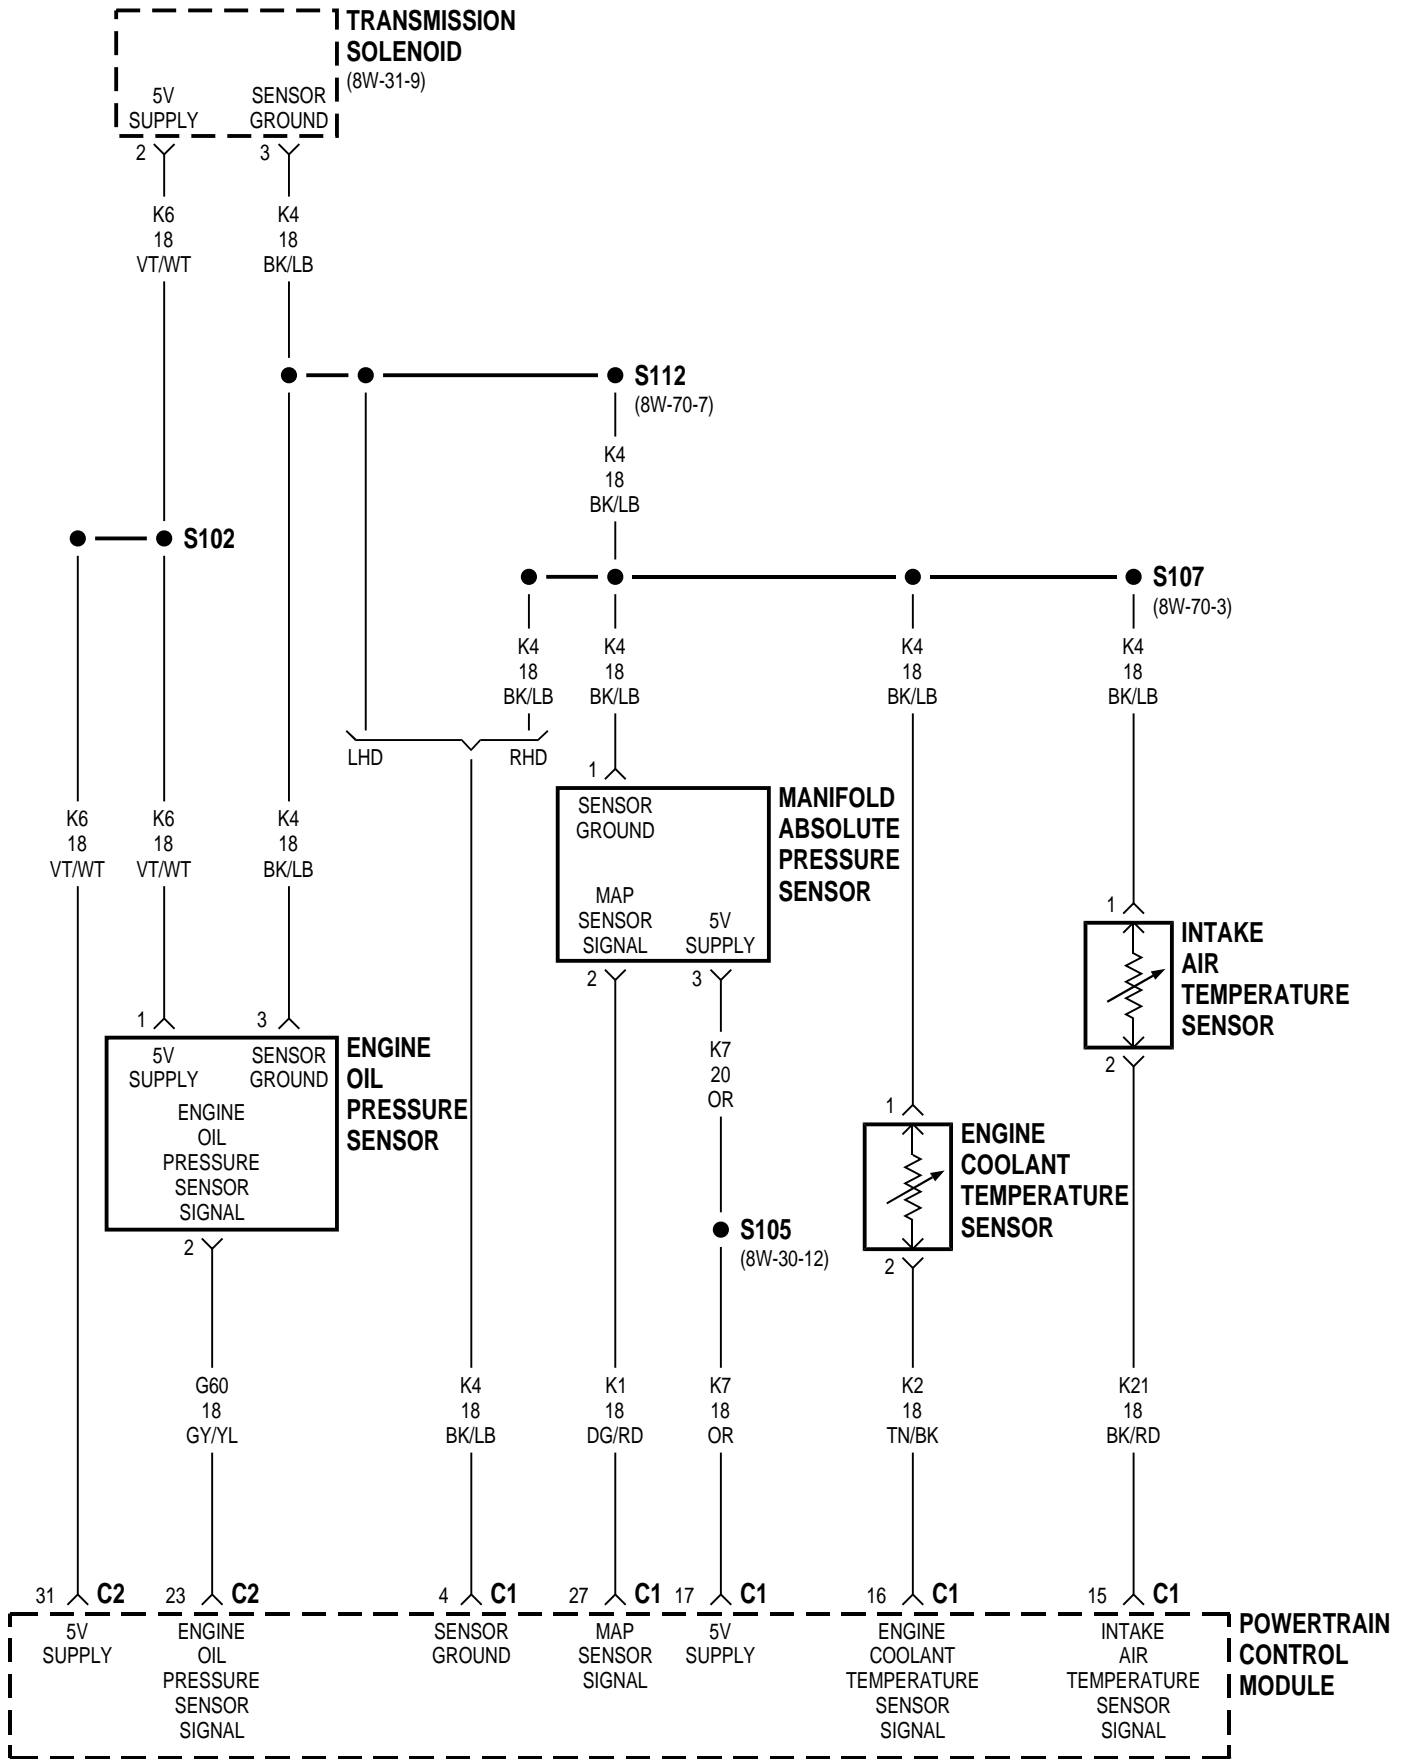 TRANSMISSION
SOLENOID
(8W-31-9)
5V
SUPPLY
SENSOR
GROUND
2
3
K6
18
VT/WT
K4
18
BK/LB
S112
(8W-70-7)
K4
18
BK/LB
S102
S107
(8W-70-3)
K4
18
BK/LB
K4
18
BK/LB
K4
18
BK/LB
K4
18
BK/LB
LHD
RHD
1
SENSOR
GROUND
MAP
SENSOR
SIGNAL
5V
SUPPLY
MANIFOLD
ABSOLUTE
PRESSURE
SENSOR
2
3
K6
18
VT/WT
K6
18
VT/WT
K4
18
BK/LB
1
INTAKE
AIR
TEMPERATURE
SENSOR
2
1
3
5V
SUPPLY
SENSOR
GROUND
ENGINE
OIL
PRESSURE
SENSOR
SIGNAL
ENGINE
OIL
PRESSURE
SENSOR
2
K7
20
OR
1
ENGINE
COOLANT
TEMPERATURE
SENSOR
2
S105
(8W-30-12)
G60
18
GY/YL
K4
18
BK/LB
K1
18
DG/RD
K7
18
OR
K2
18
TN/BK
K21
18
BK/RD
31 C2
23 C2
4 C1
27 C1
17 C1
16 C1
15 C1
5V
SUPPLY
ENGINE
OIL
PRESSURE
SENSOR
SIGNAL
SENSOR
GROUND
MAP
SENSOR
SIGNAL
5V
SUPPLY
ENGINE
COOLANT
TEMPERATURE
SENSOR
SIGNAL
INTAKE
AIR
TEMPERATURE
SENSOR
SIGNAL
POWERTRAIN
CONTROL
MODULE